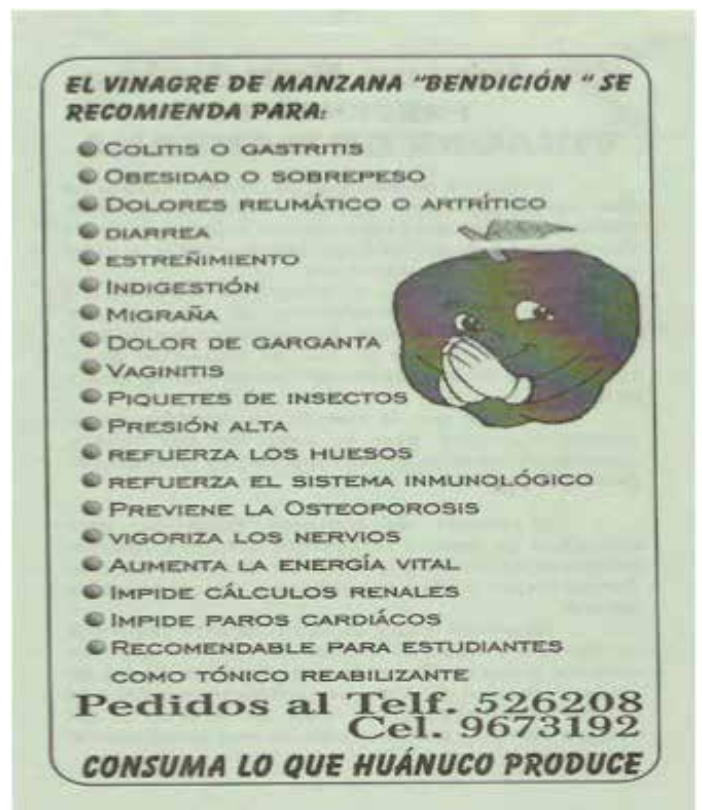 EL VINAGRE DE MANZANA "BENDICIÓN " SE
RECOMIENDA PARA:
COLITIS O GASTRITIS
OBESIDAD O SOBREPESO
DOLORES REUMÁTICO O ARTRÍTICO
DIARREA
ESTREÑIMIENTO
INDIGESTIÓN
MIGRAÑA
DOLOR DE GARGANTA
VAGINITIS
PIQUETES DE INSECTOS
PRESIÓN ALTA
REFUERZA LOS HUESOS
REFUERZA EL SISTEMA INMUNOLÓGICO
PREVIENE LA OSTEOPOROSIS
VIGORIZA LOS NERVIOS
AUMENTA LA ENERGÍA VITAL
IMPIDE CÁLCULOS RENALES
IMPIDE PAROS CARDIÁCOS
RECOMENDABLE PARA ESTUDIANTES
COMO TÓNICO REABILIZANTE
Pedidos al Telf. 526208
Cel. 9673192
CONSUMA LO QUE HUÁNUCO PRODUCE